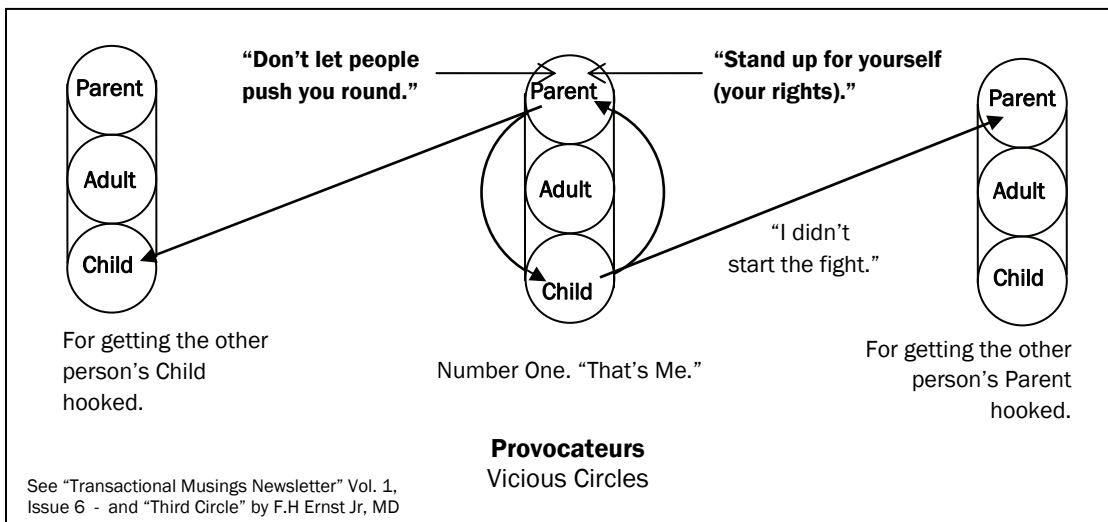 “Don’t let people
push you round.”
“Stand up for yourself
(your rights).”
Parent
Adult
Child
Parent
Adult
Child
Parent
Adult
Child
“I didn’t
start the fight.”
For getting the other
person’s Child
hooked.
Number One. “That’s Me.”
For getting the other
person’s Parent
hooked.
Provocateurs
Vicious Circles
See “Transactional Musings Newsletter” Vol. 1,
Issue 6 - and “Third Circle” by F.H Ernst Jr, MD